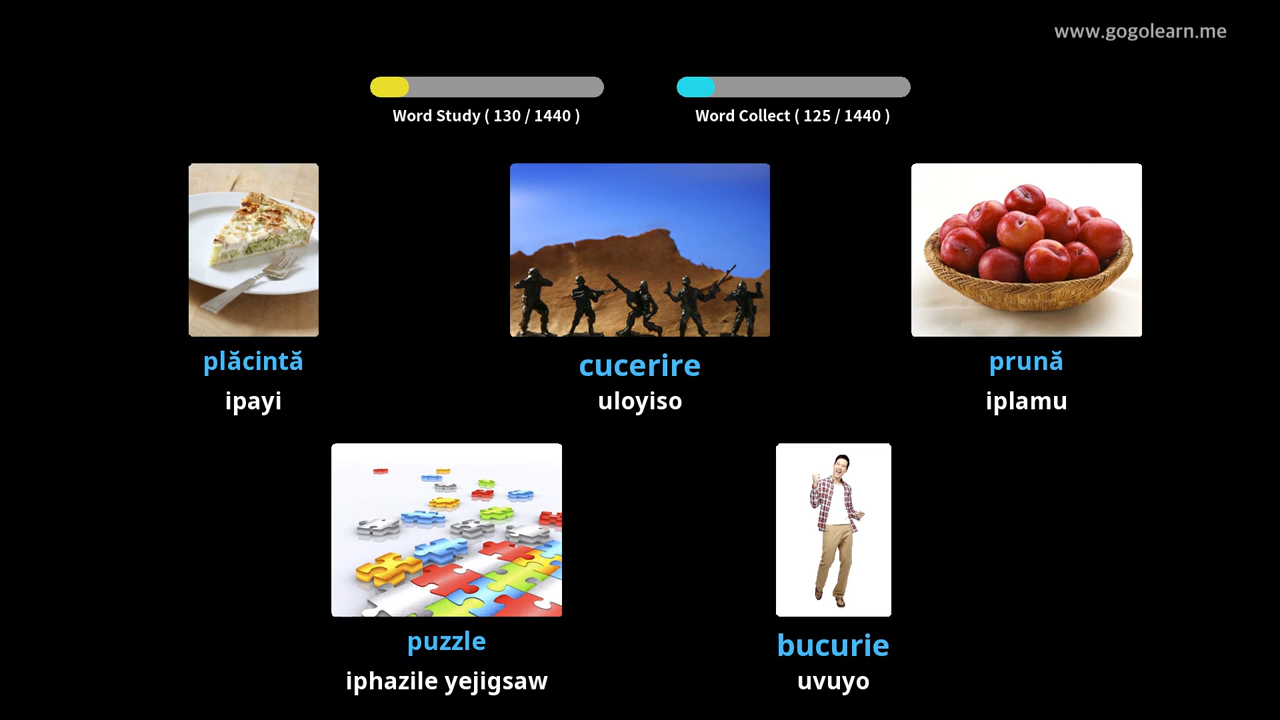 www.gogolearn.me
Word Study ( 130 / 1440 )
Word Collect ( 125 / 1440 )
plăcintă
ipayi
cucerire
uloyiso
prună
iplamu
puzzle
iphazile yejigsaw
bucurie
uvuyo